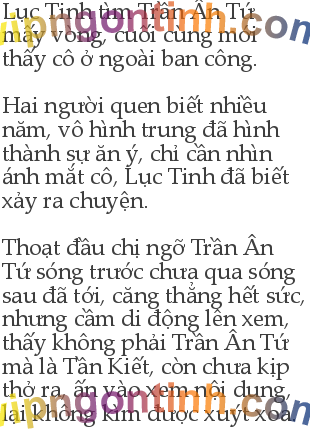 Lục Tinh tìm Trần Ân Tứ
mấy vòng, cuối cùng mới
thấy cô ở ngoài ban công.
Hai người quen biết nhiều
năm, vô hình trung đã hình
thành sự ăn ý, chỉ cần nhìn
ánh mắt cô, Lục Tinh đã biết
xảy ra chuyện.
Thoạt đầu chị ngỡ Trần Ân
Tứ sóng trước chưa qua sóng
sau đã tới, căng thẳng hết sức,
nhưng cầm di động lên xem,
thấy không phải Trần Ân Tứ
mà là Tần Kiết, còn chưa kịp
thở ra, ấn vào xem nội dung,
lại không kìm được xuýt xoa.